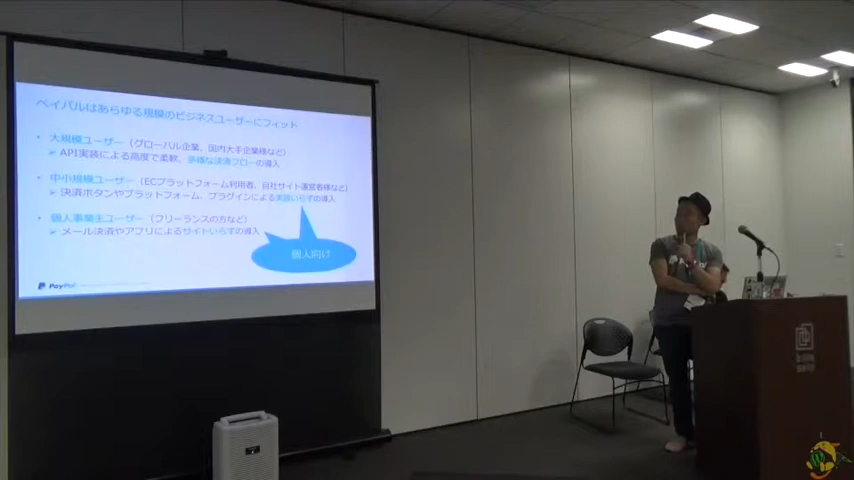 ペイパルはあらゆる規模のビジネスユーザーにフィット
• 大規模ユーザー（グローバル企業、国内大手企業様など）
➢ API実装による高度で柔軟、多様な決済フローの導入
• 中小規模ユーザー（ECプラットフォーム利用者、自社サイト運営者様など）
➢ 決済ボタンやプラットフォーム、プラグインによる実装いらずの導入
• 個人事業主ユーザー（フリーランスの方など）
➢ メール決済やアプリによるサイトいらずの導入
個人向け
PayPal